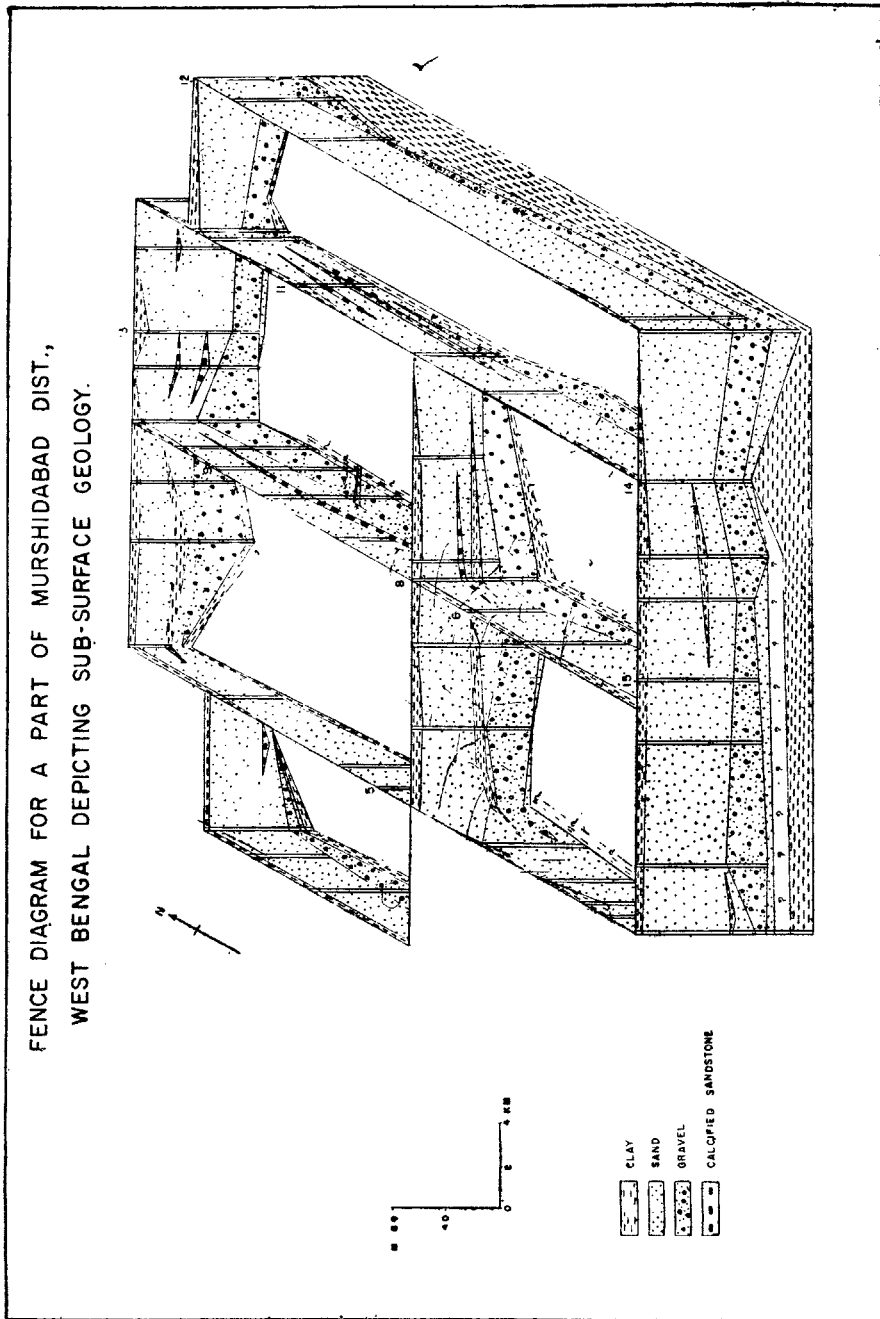 FENCE DIAGRAM FOR A PART OF MURSHIDABAD DIST.,
WEST BENGAL DEPICTING SUB-SURFACE GEOLOGY.
N
12
3
11
8
5
6
14
15
40
0
4 KM
CLAY
SAND
GRAVEL
CALCIFIED SANDSTONE
? ? ? ? ? ? ?